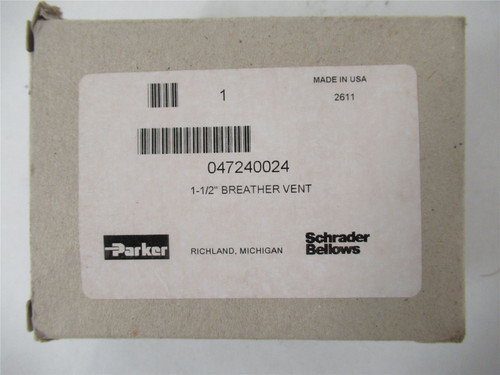 1
MADE IN USA
2611
047240024
1-1/2" BREATHER VENT
Parker
RICHLAND, MICHIGAN
Schrader
Bellows